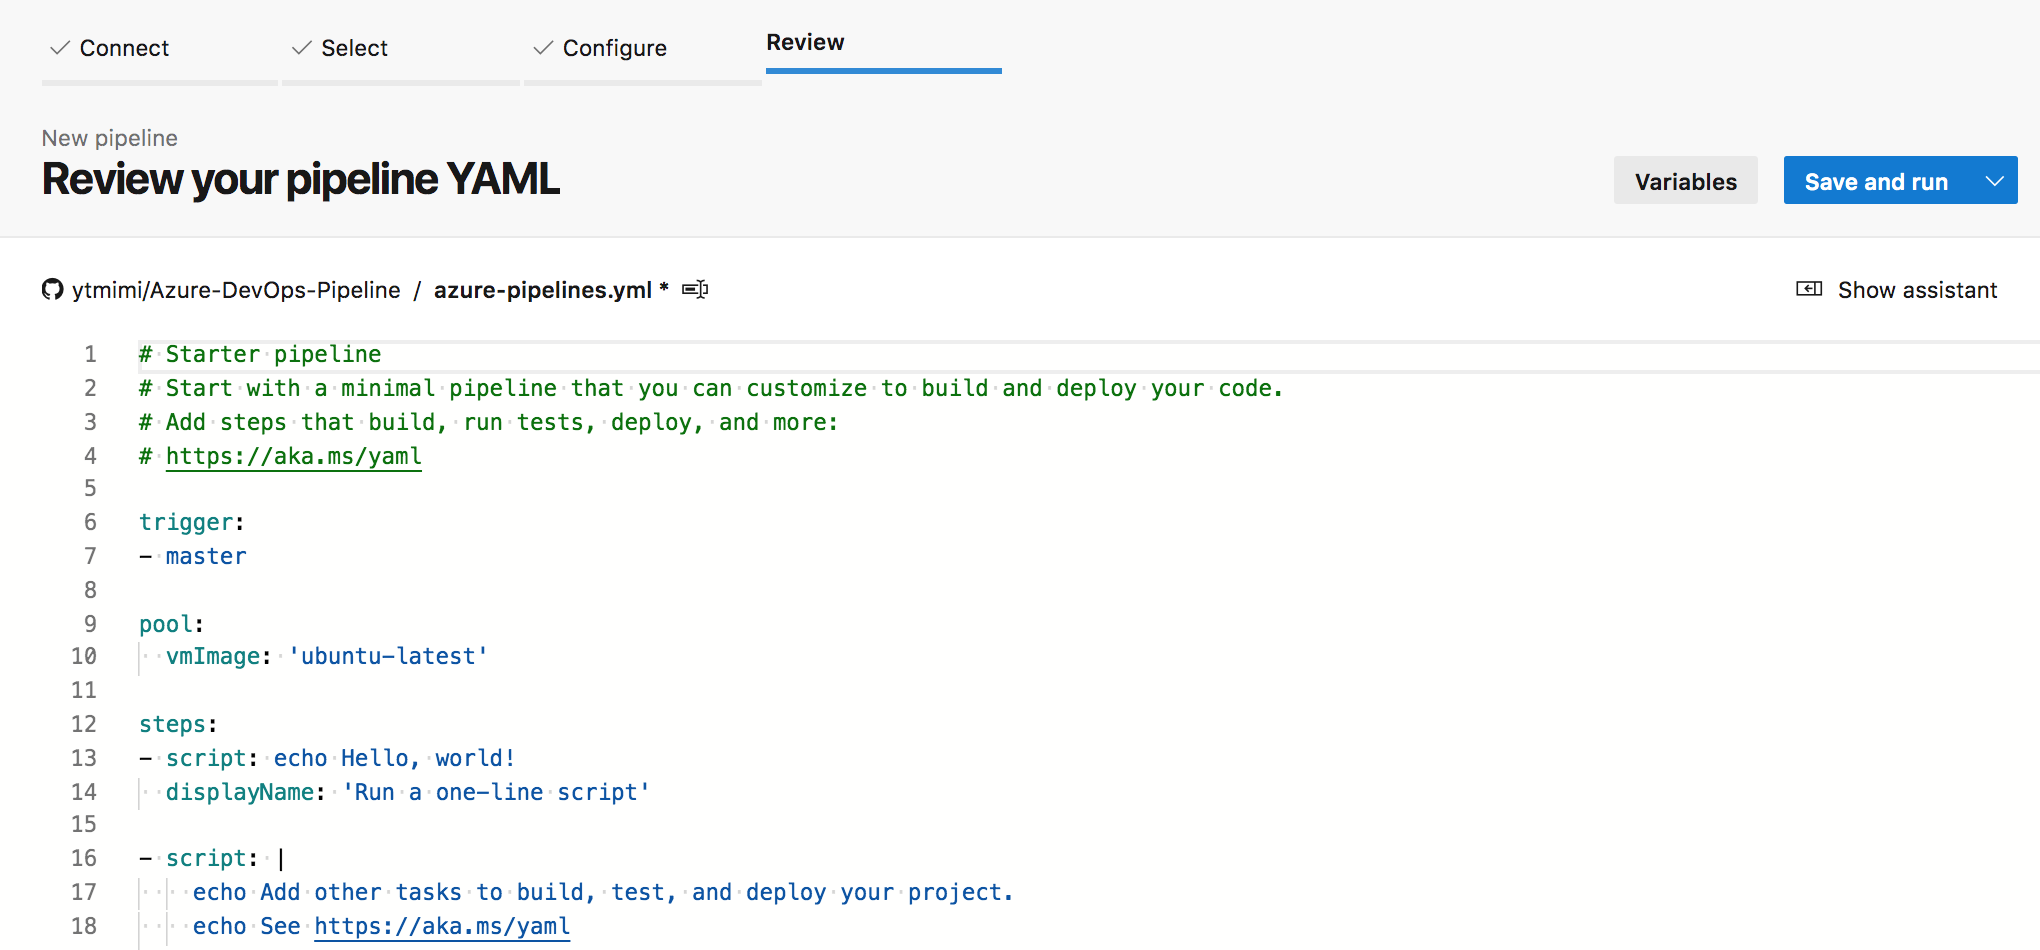 Connect
Select
Configure
Review
New pipeline
Review your pipeline YAML
Variables
Save and run
ytmimi/Azure-DevOps-Pipeline / azure-pipelines.yml *
Show assistant
1 # Starter pipeline
2 # Start with a minimal pipeline that you can customize to build and deploy your code.
3 # Add steps that build, run tests, deploy, and more:
4 # https://aka.ms/yaml
5
6 trigger:
7 - master
8
9 pool:
10   vmImage: 'ubuntu-latest'
11
12 steps:
13 - script: echo Hello, world!
14   displayName: 'Run a one-line script'
15
16 - script: |
17     echo Add other tasks to build, test, and deploy your project.
18     echo See https://aka.ms/yaml